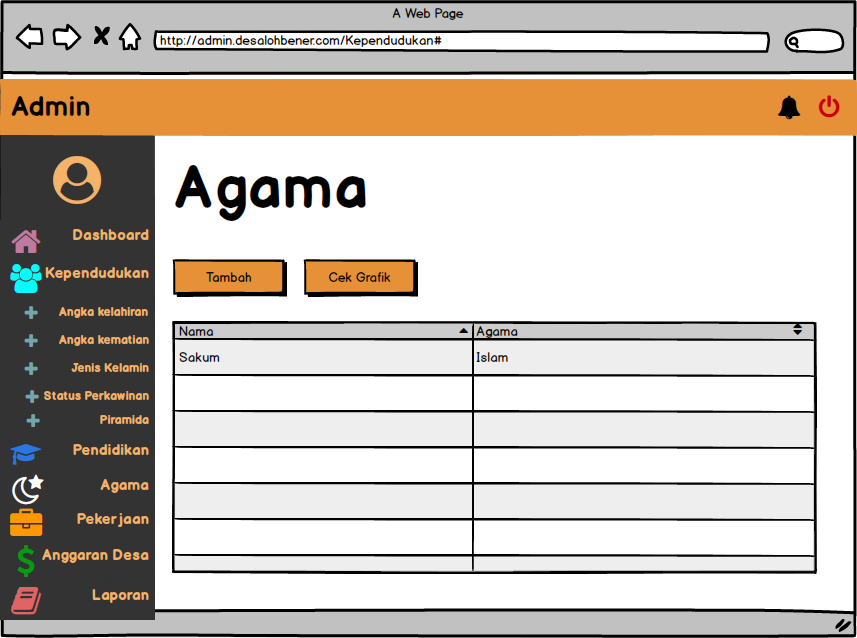 A Web Page
http://admin.desalohbener.com/Kependudukan#
Admin
Agama
Dashboard
Kependudukan
Angka kelahiran
Angka kematian
Jenis Kelamin
Status Perkawinan
Piramida
Pendidikan
Agama
Pekerjaan
Anggaran Desa
Laporan
Tambah Cek Grafik
Nama Agama
Sakum Islam